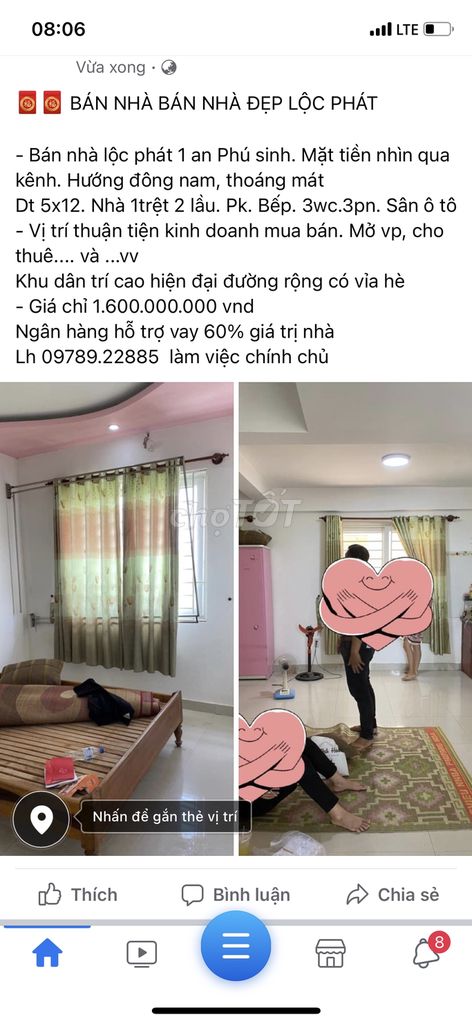 08:06
LTE
Vừa xong ·
🧧🧧 BÁN NHÀ BÁN NHÀ ĐẸP LỘC PHÁT
- Bán nhà lộc phát 1 an Phú sinh. Mặt tiền nhìn qua
kênh. Hướng đông nam, thoáng mát
Dt 5x12. Nhà 1trệt 2 lầu. Pk. Bếp. 3wc.3pn. Sân ô tô
- Vị trí thuận tiện kinh doanh mua bán. Mở vp, cho
thuê.... và ...vv
Khu dân trí cao hiện đại đường rộng có vỉa hè
- Giá chỉ 1.600.000.000 vnd
Ngân hàng hỗ trợ vay 60% giá trị nhà
Lh 09789.22885 làm việc chính chủ
chợTỐT
Nhấn để gắn thẻ vị trí
Thích
Bình luận
Chia sẻ
8